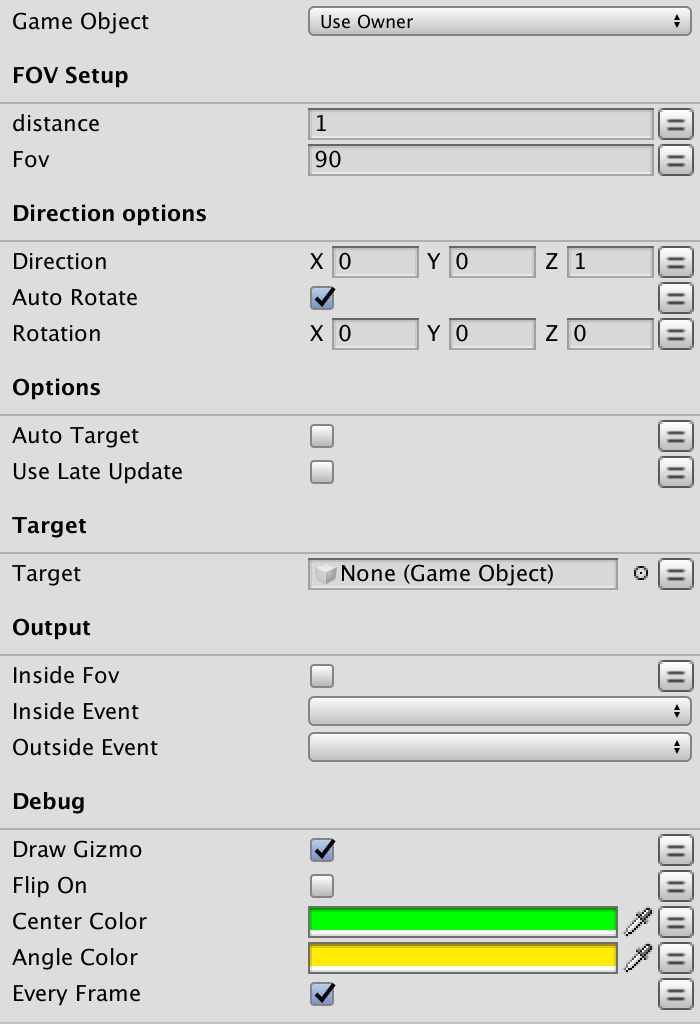 Game Object Use Owner
FOV Setup
distance 1
Fov 90
Direction options
Direction X 0 Y 0 Z 1
Auto Rotate
Rotation X 0 Y 0 Z 0
Options
Auto Target
Use Late Update
Target
Target None (Game Object)
Output
Inside Fov
Inside Event
Outside Event
Debug
Draw Gizmo
Flip On
Center Color
Angle Color
Every Frame